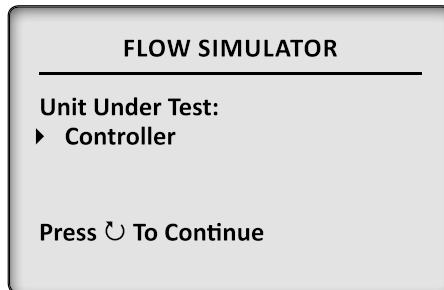 FLOW SIMULATOR
Unit Under Test:
Controller
Press ↻ To Continue